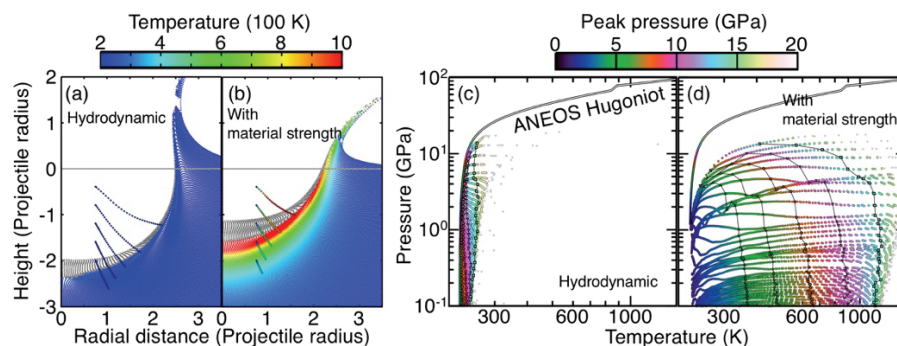 Temperature (100 K)
2 4 6 8 10
Peak pressure (GPa)
0 5 10 15 20
Height (Projectile radius)
2
1
0
-1
-2
-3
(a)
Hydrodynamic
(b)
With
material strength
0 1 2 3 0 1 2 3
Radial distance (Projectile radius)
Pressure (GPa)
10²
10¹
10⁰
10⁻¹
(c)
ANEOS Hugoniot
Hydrodynamic
(d)
With
material strength
300 600 1000 300 600 1000
Temperature (K)